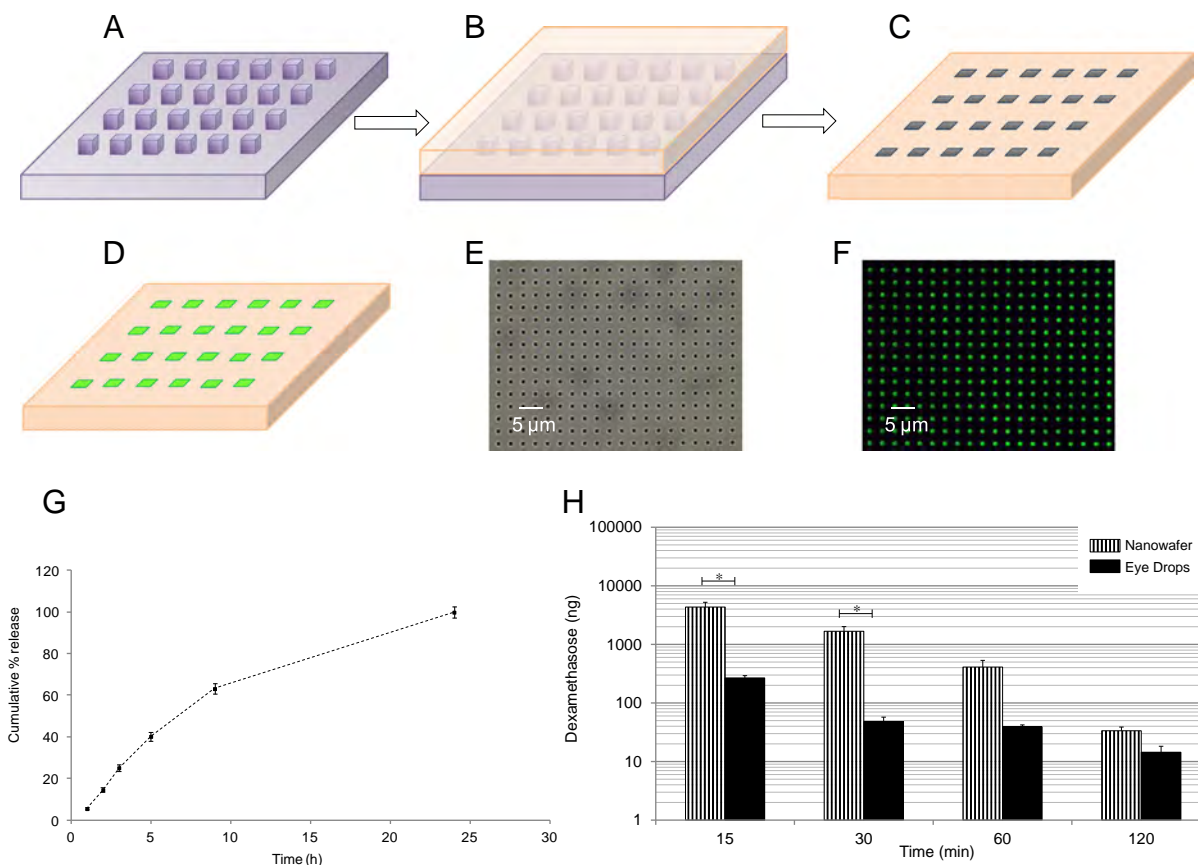 A
B
C
D
E
F
5 µm
5 µm
G
Cumulative % release
120
100
80
60
40
20
0
0 5 10 15 20 25 30
Time (h)
H
Dexamethasose (ng)
100000
10000
1000
100
10
1
*
*
Nanowafer
Eye Drops
15 30 60 120
Time (min)